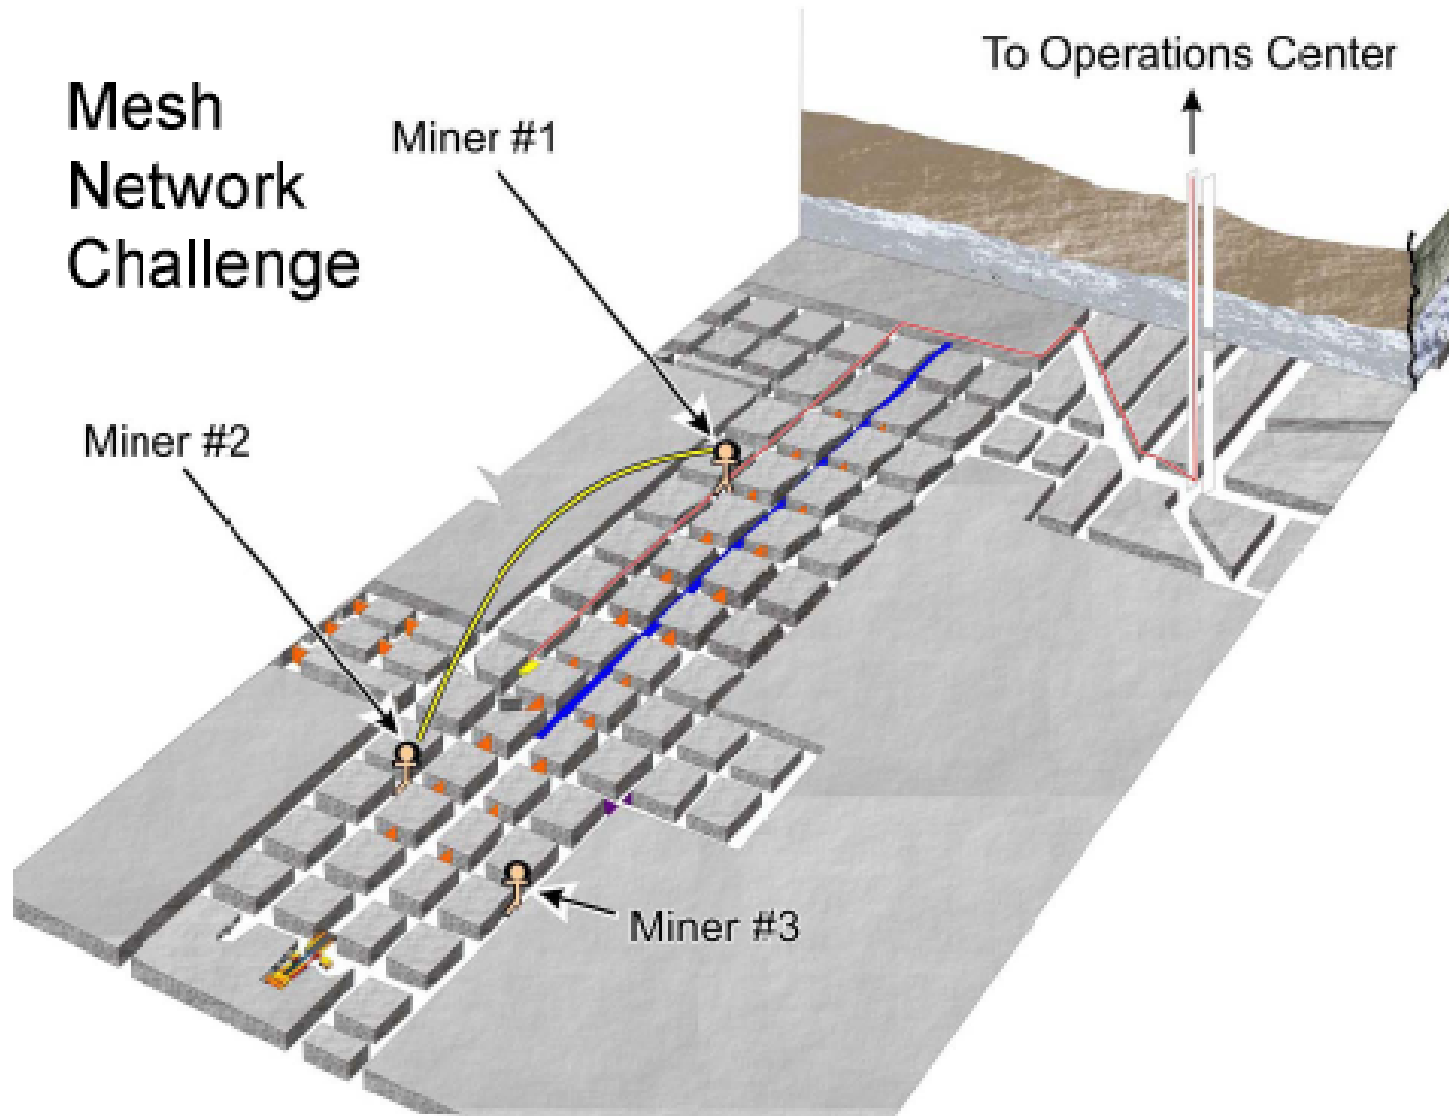 Mesh
Network
Challenge
To Operations Center
Miner #1
Miner #2
Miner #3